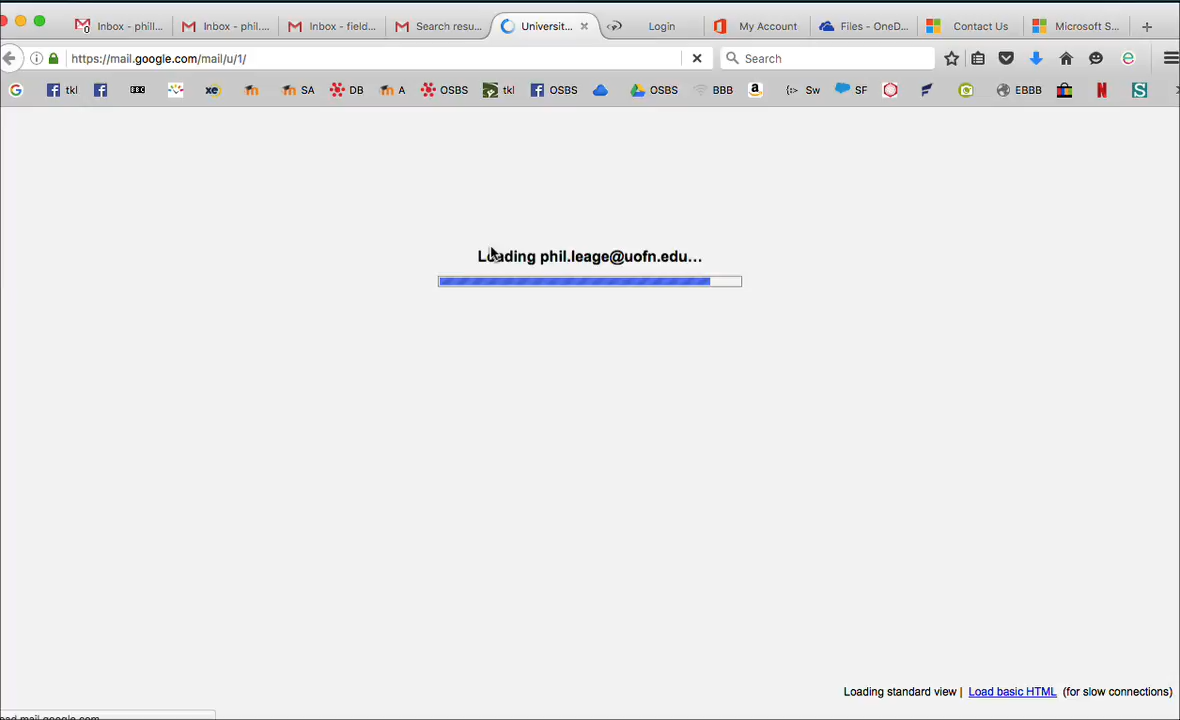 Inbox - phill... Inbox - phil.... Inbox - field... Search resu... Universit... Login My Account Files - OneD... Contact Us Microsoft S...
https://mail.google.com/mail/u/1/ Search
tkl BBC xe SA DB A OSBS tkl OSBS OSBS BBB Sw SF EBBB
Loading phil.leage@uofn.edu...
Loading standard view | Load basic HTML (for slow connections)